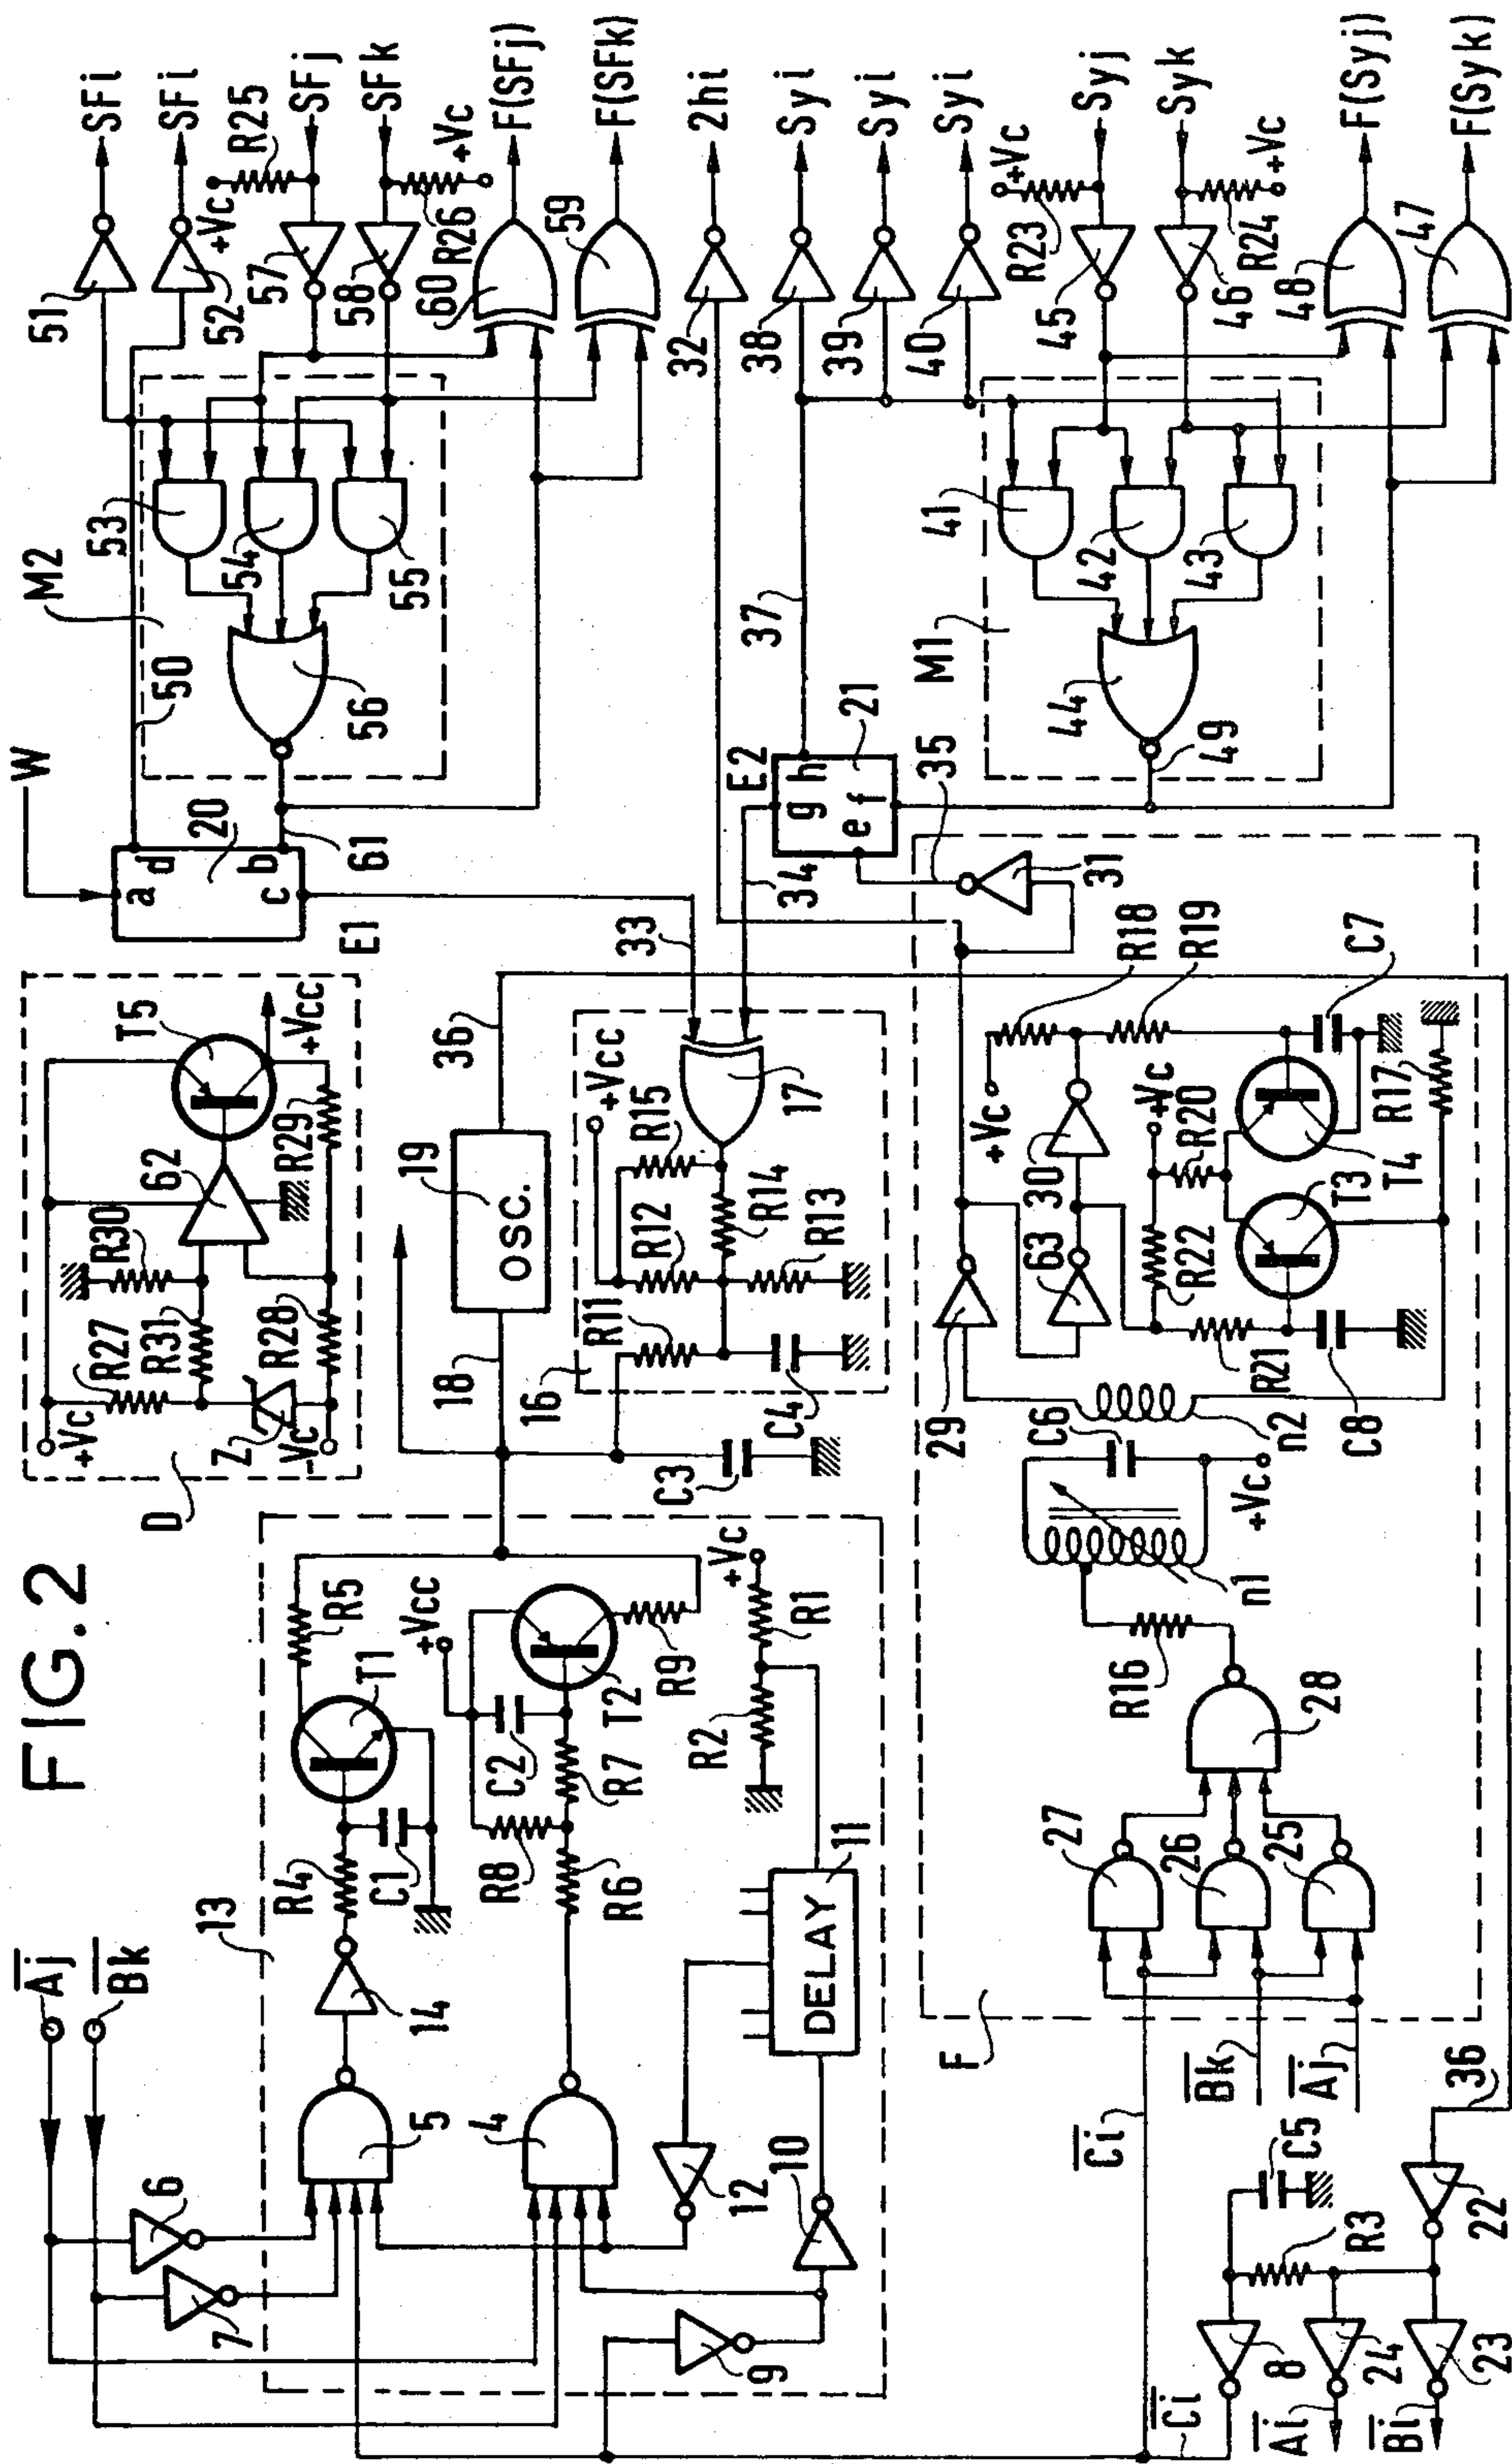 FIG.2
Aj
Bk
6
7
13
5
14
R4
C1
T1
R5
4
+Vcc
C2
R8
R6
R7
T2
R9
12
10
9
DELAY
11
R2
R1
+Vc
D
+Vc
R27
R31
R30
Z
R28
-Vc
62
R29
T5
+Vcc
18
OSC.
19
36
16
R11
R12
R15
+Vcc
R14
R13
C4
C3
17
33
34
W
a
d
b
c
20
E1
61
50
M2
53
54
55
56
51
52
57
58
60
59
SFi
SFi
R25
+Vc
SFj
SFk
R26
+Vc
F(SFj)
F(SFk)
32
2hi
38
Syi
39
Syi
40
Syi
37
E2
g
h
e
f
21
35
31
M1
41
42
43
44
49
45
46
48
47
R23
+Vc
Syj
Syk
R24
+Vc
F(Syj)
F(Syk)
F
Ci
Bk
Aj
27
26
25
28
R16
n1
C6
+Vc
n2
29
63
30
+Vc
R18
R19
C7
R22
R20
+Vc
R21
C8
T3
T4
R17
36
22
C5
R3
8
24
23
Ci
Ai
Bi